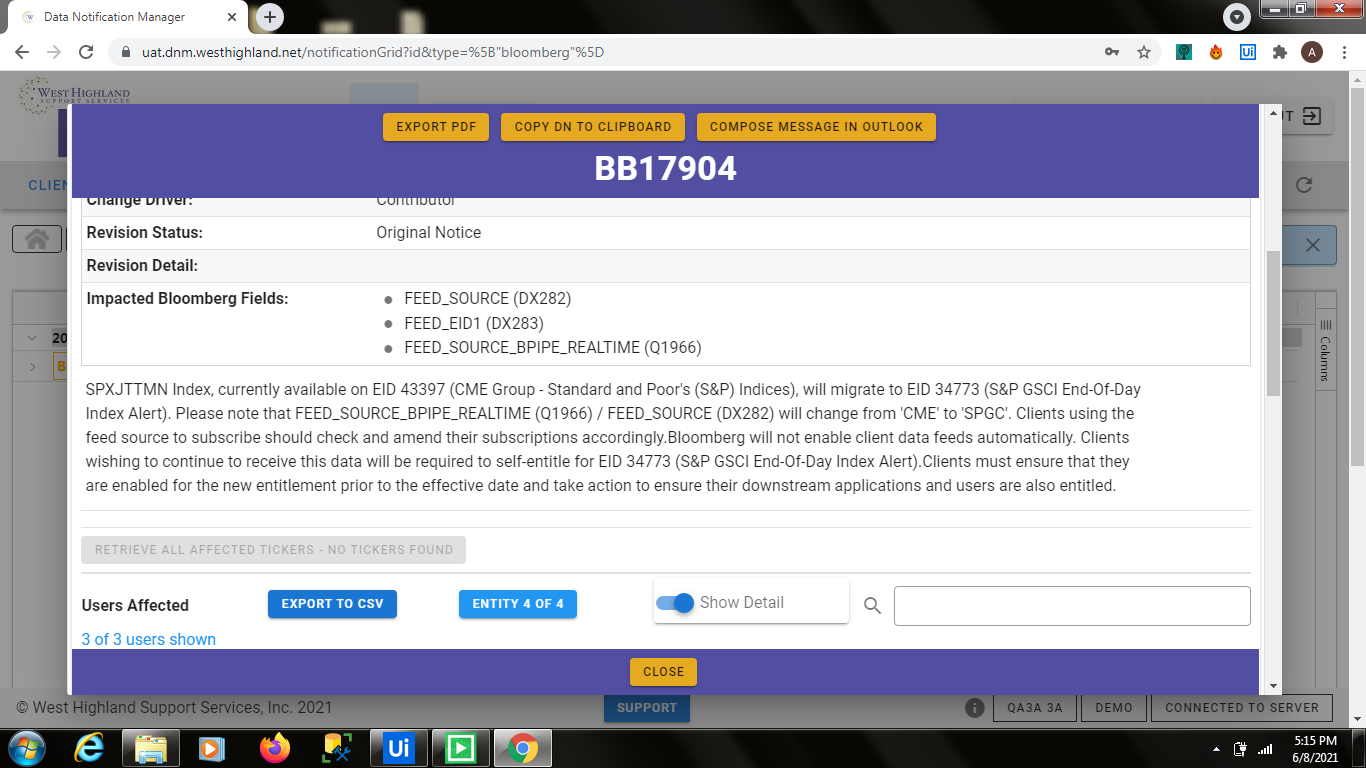 Data Notification Manager
uat.dnm.westhighland.net/notificationGrid?id&type=%5B"bloomberg"%5D
Ui
A
WEST HIGHLAND
SUPPORT SERVICES
EXPORT PDF
COPY DN TO CLIPBOARD
COMPOSE MESSAGE IN OUTLOOK
BB17904
CLIEN
Change Driver:
Contributor
Revision Status:
Original Notice
Revision Detail:
Impacted Bloomberg Fields:
FEED_SOURCE (DX282)
FEED_EID1 (DX283)
FEED_SOURCE_BPIPE_REALTIME (Q1966)
20
B
Columns
SPXJTTMN Index, currently available on EID 43397 (CME Group - Standard and Poor's (S&P) Indices), will migrate to EID 34773 (S&P GSCI End-Of-Day
Index Alert). Please note that FEED_SOURCE_BPIPE_REALTIME (Q1966) / FEED_SOURCE (DX282) will change from 'CME' to 'SPGC'. Clients using the
feed source to subscribe should check and amend their subscriptions accordingly.Bloomberg will not enable client data feeds automatically. Clients
wishing to continue to receive this data will be required to self-entitle for EID 34773 (S&P GSCI End-Of-Day Index Alert).Clients must ensure that they
are enabled for the new entitlement prior to the effective date and take action to ensure their downstream applications and users are also entitled.
RETRIEVE ALL AFFECTED TICKERS - NO TICKERS FOUND
Users Affected
EXPORT TO CSV
ENTITY 4 OF 4
Show Detail
3 of 3 users shown
CLOSE
© West Highland Support Services, Inc. 2021
SUPPORT
QA3A 3A
DEMO
CONNECTED TO SERVER
Ui
5:15 PM
6/8/2021